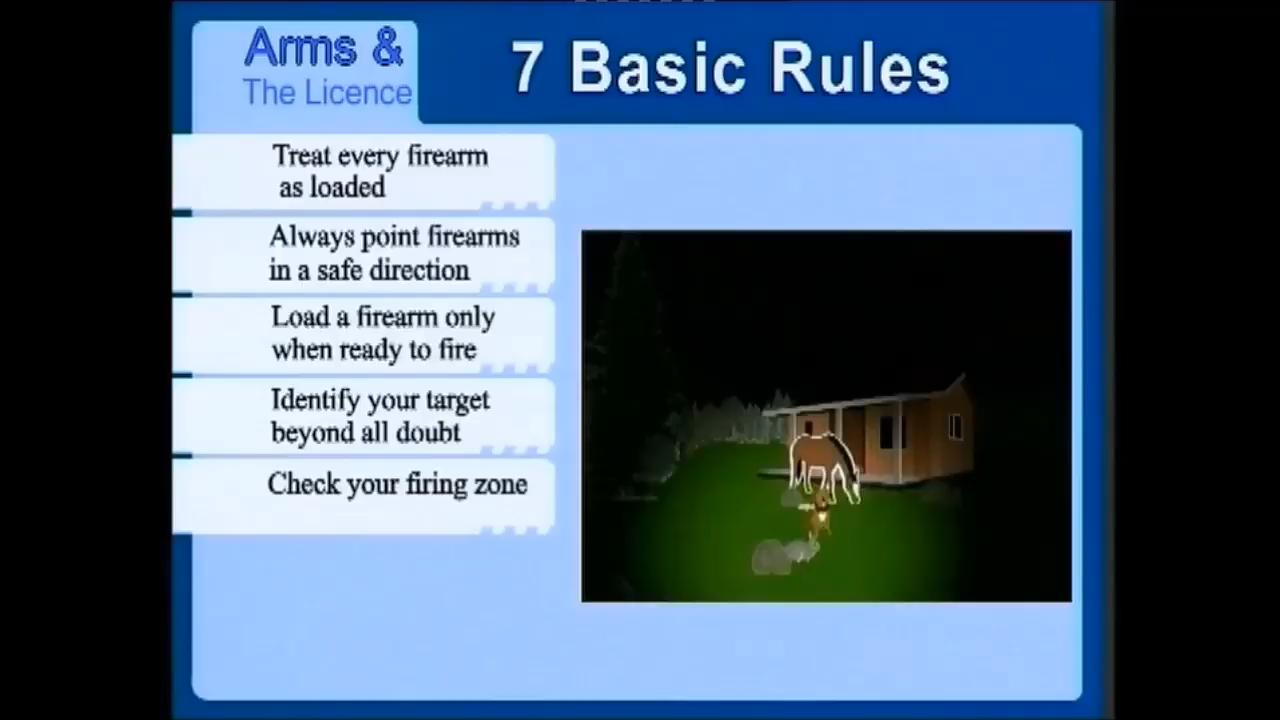 Arms &
The Licence
7 Basic Rules
Treat every firearm
as loaded
Always point firearms
in a safe direction
Load a firearm only
when ready to fire
Identify your target
beyond all doubt
Check your firing zone